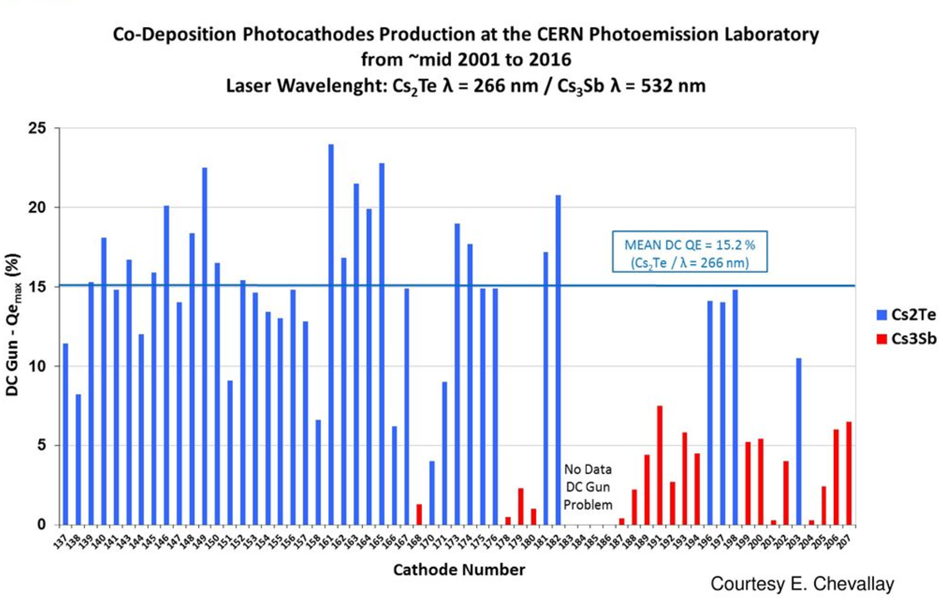 Co-Deposition Photocathodes Production at the CERN Photoemission Laboratory
from ~mid 2001 to 2016
Laser Wavelenght: Cs₂Te λ = 266 nm / Cs₃Sb λ = 532 nm
DC Gun - Qe_max (%)
25
20
15
10
5
0
MEAN DC QE = 15.2 %
(Cs₂Te / λ = 266 nm)
Cs2Te
Cs3Sb
No Data
DC Gun
Problem
137 138 139 140 141 143 144 145 146 147 148 149 150 151 152 153 154 155 156 157 158 160 162 163 164 165 166 167 168 170 171 173 174 175 176 178 179 180 181 182 183 184 185 186 187 188 189 191 192 193 194 196 197 198 199 200 201 202 203 204 205 206 207
Cathode Number
Courtesy E. Chevallay